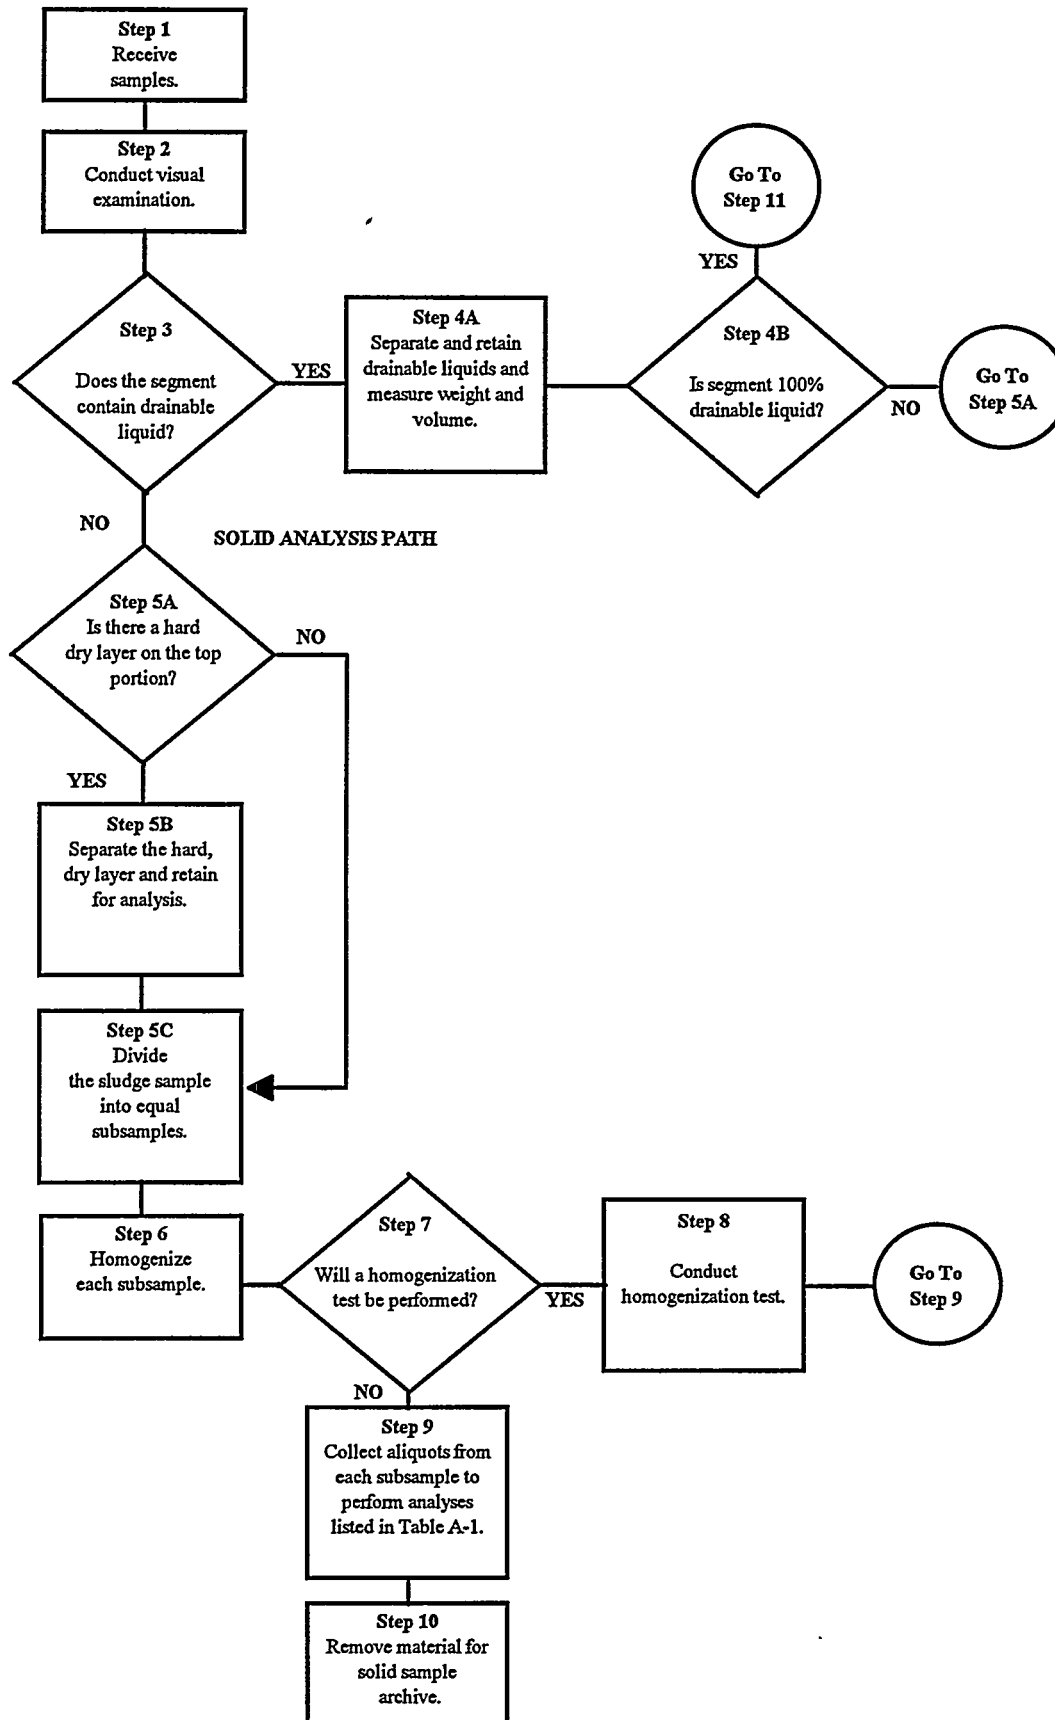 Step 1
Receive
samples.
Step 2
Conduct visual
examination.
Go To
Step 11
YES
Step 3
Does the segment
contain drainable
liquid?
YES
Step 4A
Separate and retain
drainable liquids and
measure weight and
volume.
Step 4B
Is segment 100%
drainable liquid?
NO
Go To
Step 5A
NO
SOLID ANALYSIS PATH
Step 5A
Is there a hard
dry layer on the top
portion?
NO
YES
Step 5B
Separate the hard,
dry layer and retain
for analysis.
Step 5C
Divide
the sludge sample
into equal
subsamples.
Step 6
Homogenize
each subsample.
Step 7
Will a homogenization
test be performed?
YES
Step 8
Conduct
homogenization test.
Go To
Step 9
NO
Step 9
Collect aliquots from
each subsample to
perform analyses
listed in Table A-1.
Step 10
Remove material for
solid sample
archive.